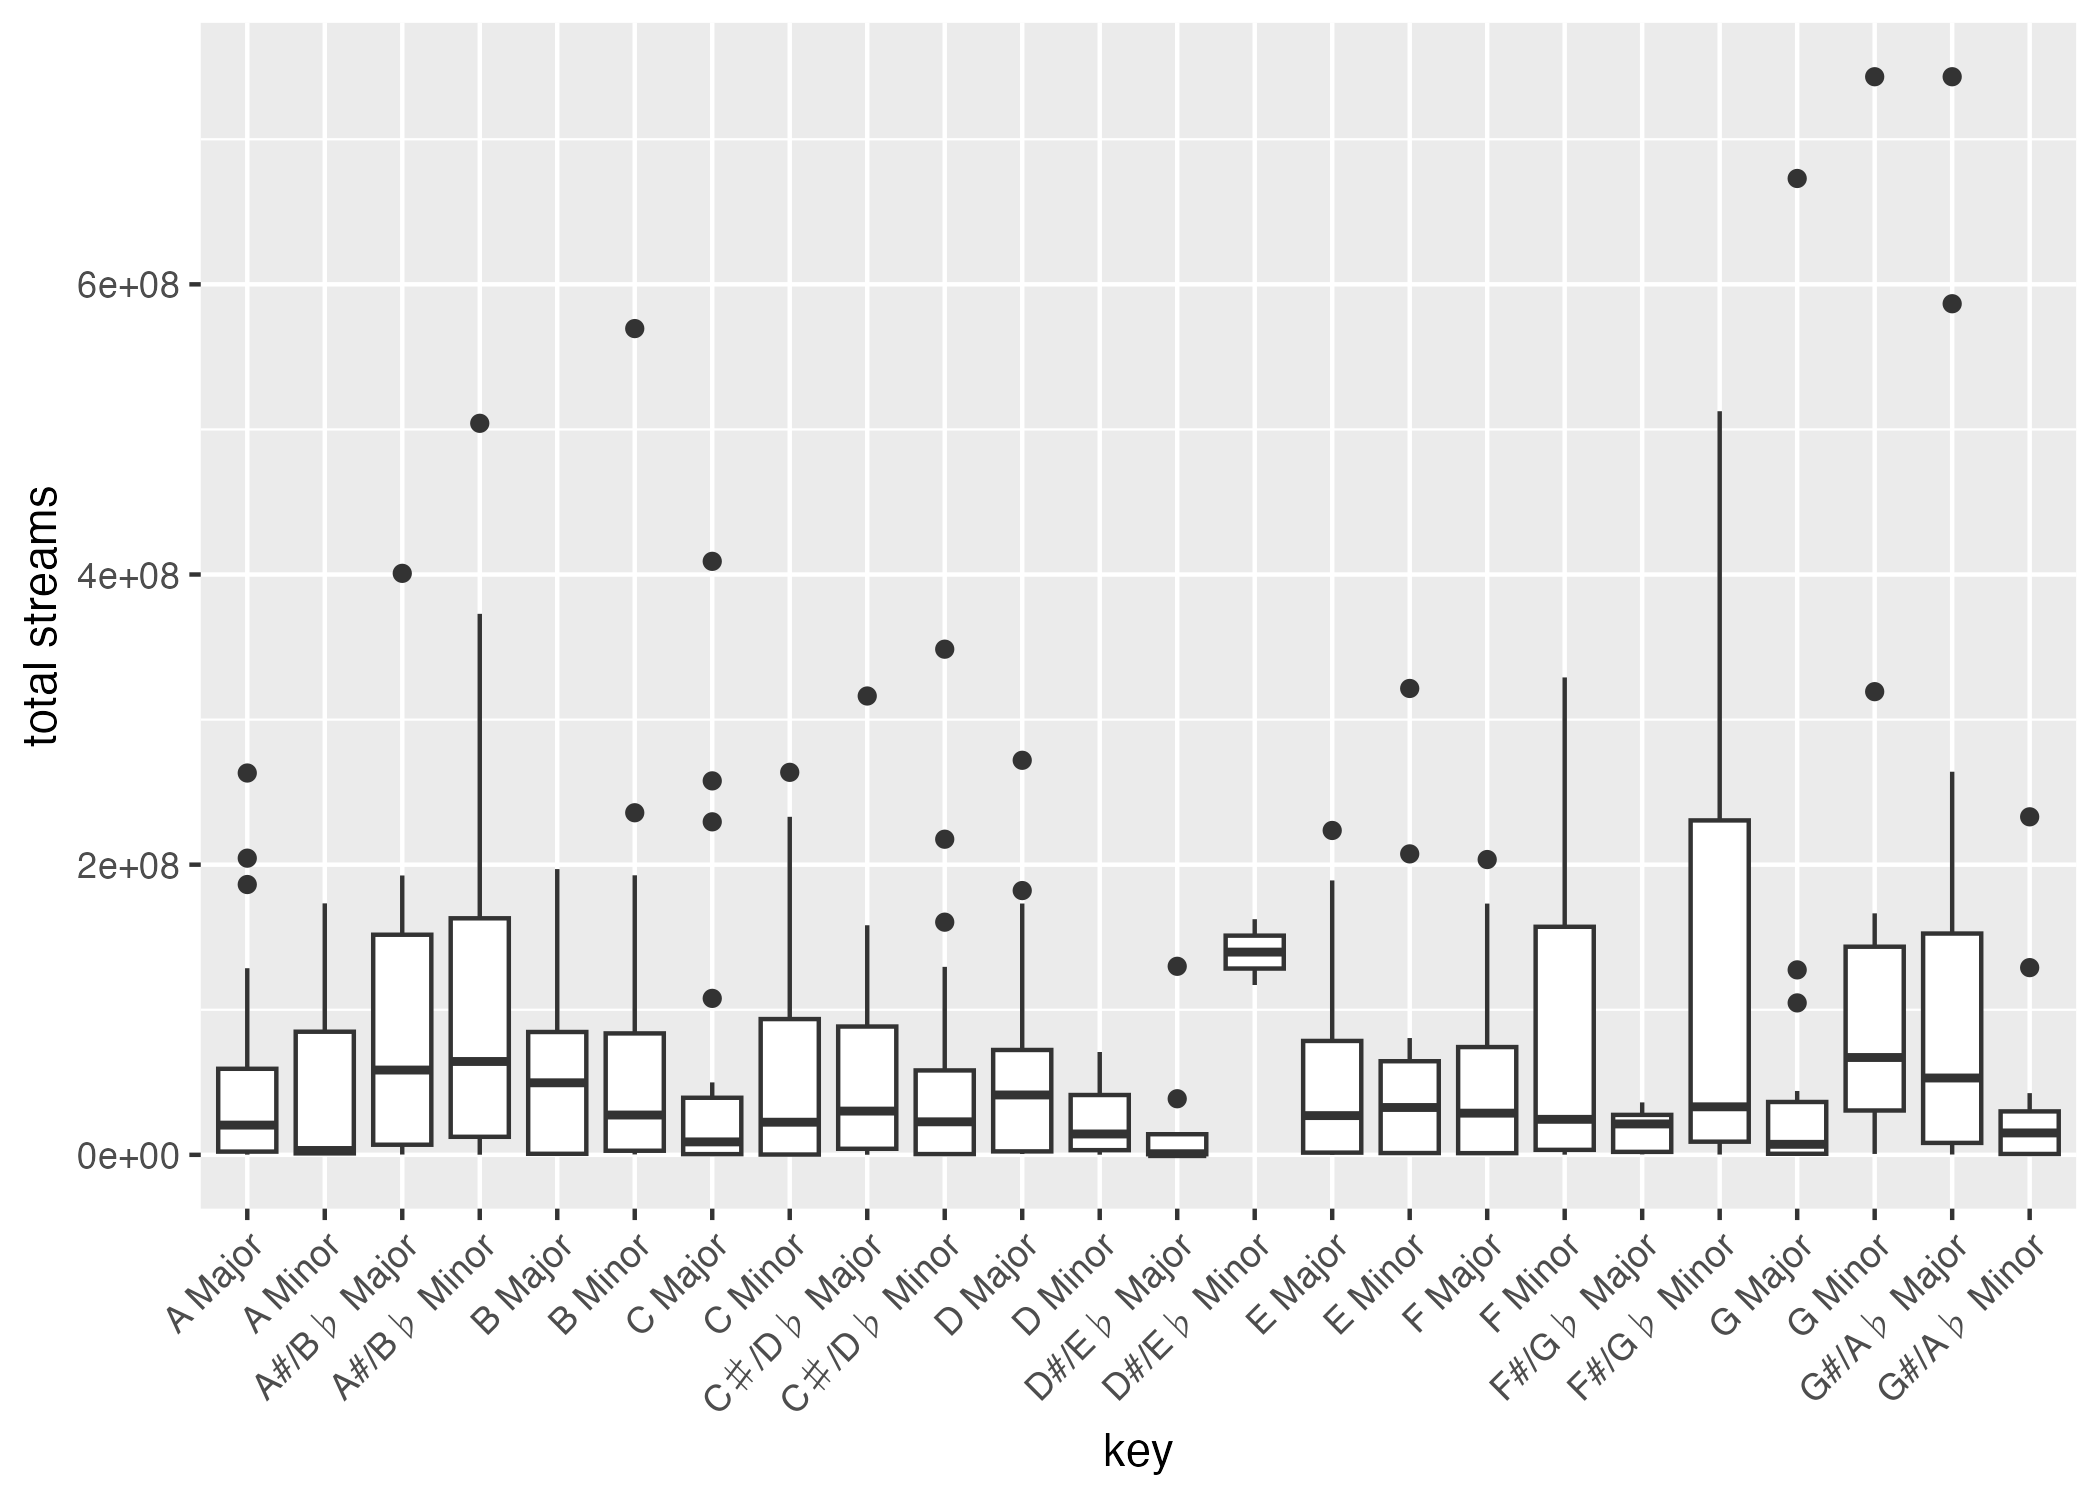 total streams
6e+08
4e+08
2e+08
0e+00
A Major
A Minor
A#/B♭ Major
A#/B♭ Minor
B Major
B Minor
C Major
C Minor
C♯/D♭ Major
C♯/D♭ Minor
D Major
D Minor
D#/E♭ Major
D#/E♭ Minor
E Major
E Minor
F Major
F Minor
F#/G♭ Major
F#/G♭ Minor
G Major
G Minor
G#/A♭ Major
G#/A♭ Minor
key